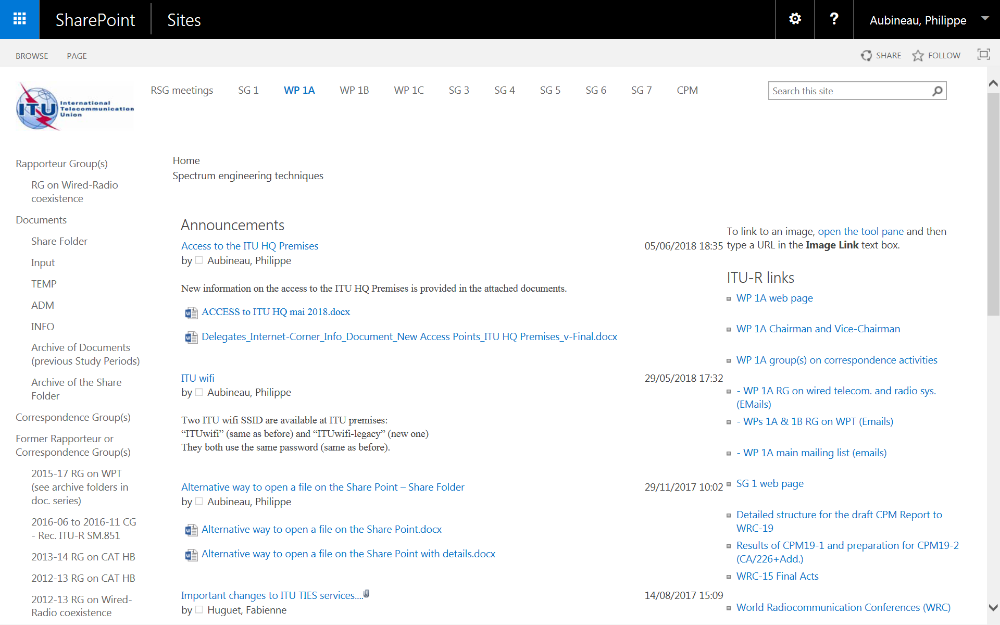 SharePoint
Sites
?
Aubineau, Philippe
BROWSE
PAGE
SHARE
FOLLOW
ITU
International
Telecommunication
Union
RSG meetings
SG 1
WP 1A
WP 1B
WP 1C
SG 3
SG 4
SG 5
SG 6
SG 7
CPM
Search this site
Rapporteur Group(s)
RG on Wired-Radio
coexistence
Documents
Share Folder
Input
TEMP
ADM
INFO
Archive of Documents
(previous Study Periods)
Archive of the Share
Folder
Correspondence Group(s)
Former Rapporteur or
Correspondence Group(s)
2015-17 RG on WPT
(see archive folders in
doc. series)
2016-06 to 2016-11 CG
- Rec. ITU-R SM.851
2013-14 RG on CAT HB
2012-13 RG on CAT HB
2012-13 RG on Wired-
Radio coexistence
Home
Spectrum engineering techniques
Announcements
Access to the ITU HQ Premises
05/06/2018 18:35
by Aubineau, Philippe
New information on the access to the ITU HQ Premises is provided in the attached documents.
ACCESS to ITU HQ mai 2018.docx
Delegates_Internet-Corner_Info_Document_New Access Points_ITU HQ Premises_v-Final.docx
ITU wifi
29/05/2018 17:32
by Aubineau, Philippe
Two ITU wifi SSID are available at ITU premises:
“ITUwifi” (same as before) and “ITUwifi-legacy” (new one)
They both use the same password (same as before).
Alternative way to open a file on the Share Point – Share Folder
29/11/2017 10:02
by Aubineau, Philippe
Alternative way to open a file on the Share Point.docx
Alternative way to open a file on the Share Point with details.docx
Important changes to ITU TIES services....
14/08/2017 15:09
by Huguet, Fabienne
To link to an image, open the tool pane and then
type a URL in the Image Link text box.
ITU-R links
WP 1A web page
WP 1A Chairman and Vice-Chairman
WP 1A group(s) on correspondence activities
- WP 1A RG on wired telecom. and radio sys.
(EMails)
- WPs 1A & 1B RG on WPT (Emails)
- WP 1A main mailing list (emails)
SG 1 web page
Detailed structure for the draft CPM Report to
WRC-19
Results of CPM19-1 and preparation for CPM19-2
(CA/226+Add.)
WRC-15 Final Acts
World Radiocommunication Conferences (WRC)